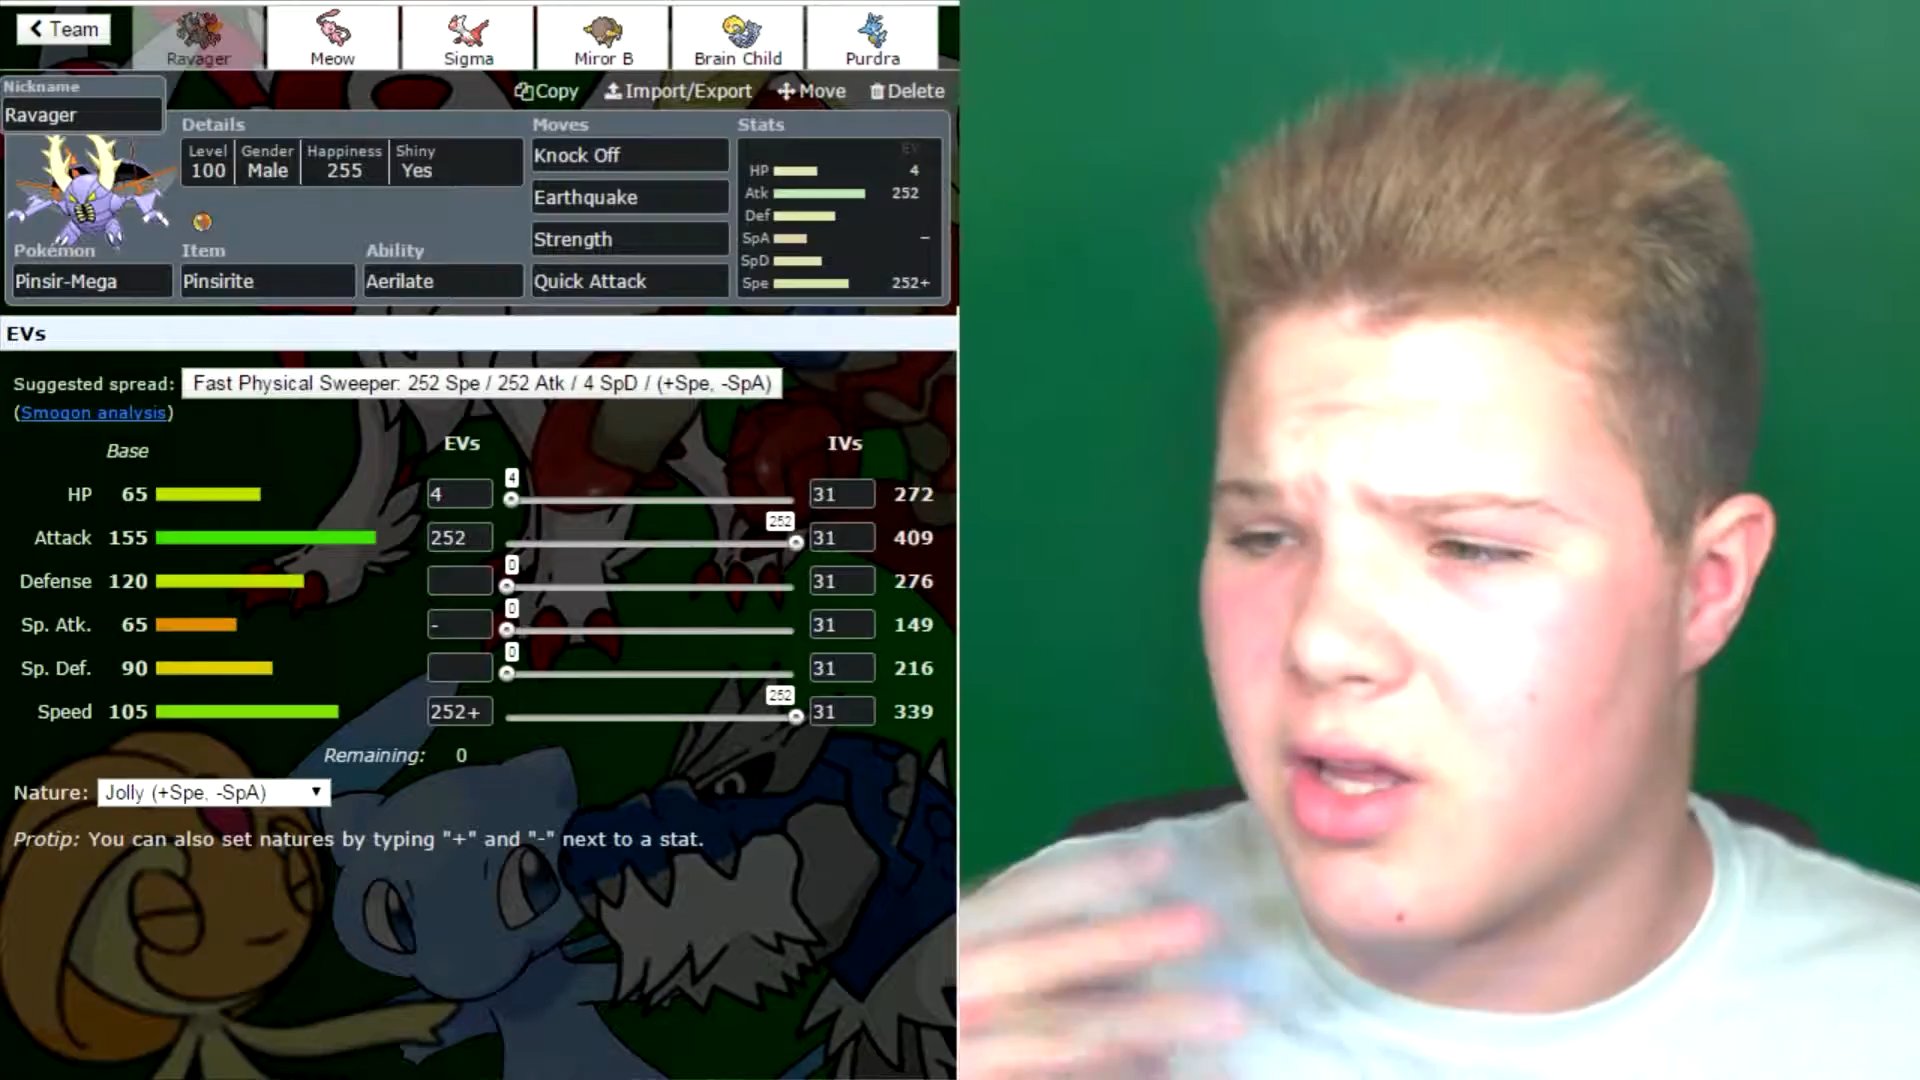 Team
Ravager Meow Sigma Miror B Brain Child Purdra
Nickname
Ravager
Copy Import/Export Move Delete
Details Moves Stats
Level Gender Happiness Shiny
100 Male 255 Yes
Knock Off
Earthquake
Strength
Quick Attack
EV
HP 4
Atk 252
Def
SpA –
SpD
Spe 252+
Pokémon Item Ability
Pinsir-Mega Pinsirite Aerilate
EVs
Suggested spread: Fast Physical Sweeper: 252 Spe / 252 Atk / 4 SpD / (+Spe, -SpA)
(Smogon analysis)
Base EVs IVs
HP 65 4 4 31 272
Attack 155 252 252 31 409
Defense 120 0 31 276
Sp. Atk. 65 - 0 31 149
Sp. Def. 90 0 31 216
Speed 105 252+ 252 31 339
Remaining: 0
Nature: Jolly (+Spe, -SpA)
Protip: You can also set natures by typing "+" and "-" next to a stat.